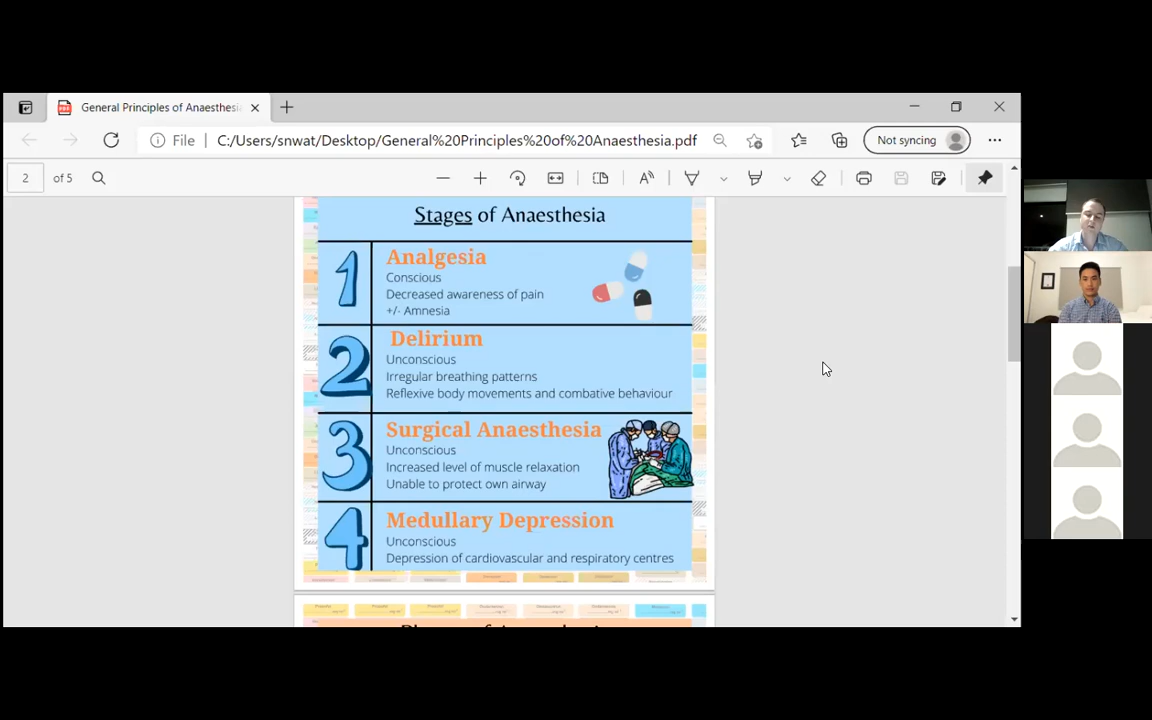 General Principles of Anaesthesi
Not syncing
File
C:/Users/snwat/Desktop/General%20Principles%20of%20Anaesthesia.pdf
2 of 5
Stages of Anaesthesia
1
Analgesia
Conscious
Decreased awareness of pain
+/- Amnesia
2
Delirium
Unconscious
Irregular breathing patterns
Reflexive body movements and combative behaviour
3
Surgical Anaesthesia
Unconscious
Increased level of muscle relaxation
Unable to protect own airway
4
Medullary Depression
Unconscious
Depression of cardiovascular and respiratory centres